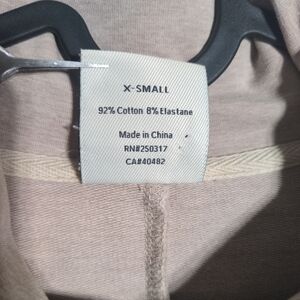 X-SMALL
92% Cotton 8% Elastane
Made in China
RN#250317
CA#40482